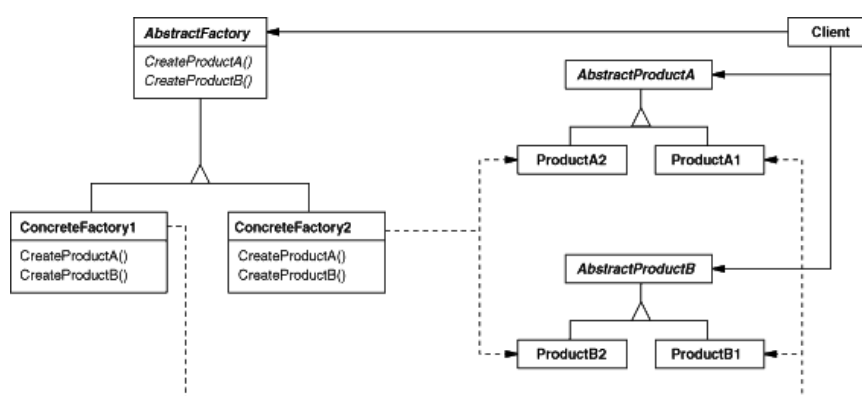 AbstractFactory
CreateProductA()
CreateProductB()
Client
AbstractProductA
ProductA2
ProductA1
ConcreteFactory1
CreateProductA()
CreateProductB()
ConcreteFactory2
CreateProductA()
CreateProductB()
AbstractProductB
ProductB2
ProductB1